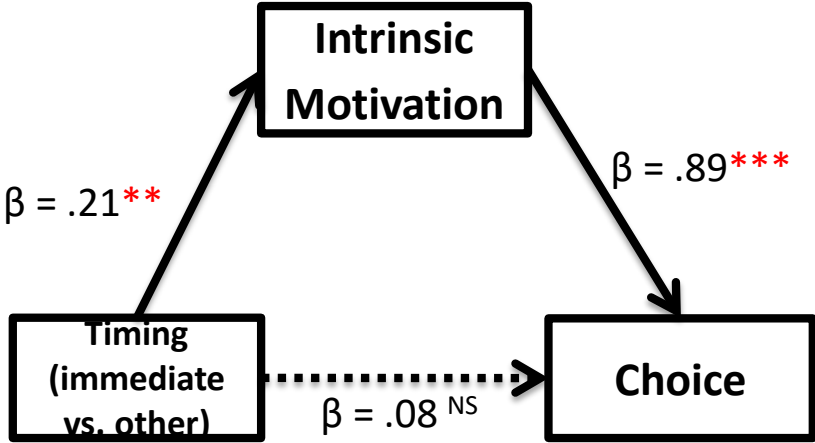 Intrinsic
Motivation
β = .89***
β = .21**
Timing
(immediate
vs. other)
Choice
β = .08 NS